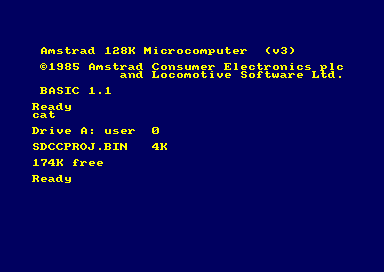 Amstrad 128K Microcomputer  (v3)
©1985 Amstrad Consumer Electronics plc
and Locomotive Software Ltd.
BASIC 1.1
Ready
cat
Drive A: user  0
SDCCPROJ.BIN   4K
174K free
Ready